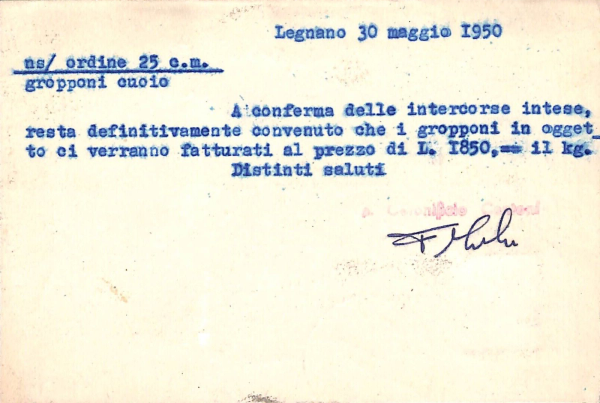 Legnano 30 maggio 1950
ns/ ordine 25 c.m.
gropponi cuoio
A conferma delle intercorse intese,
resta definitivamente convenuto che i gropponi in ogget_
to ci verranno fatturati al prezzo di L. I850,== il kg.
Distinti saluti